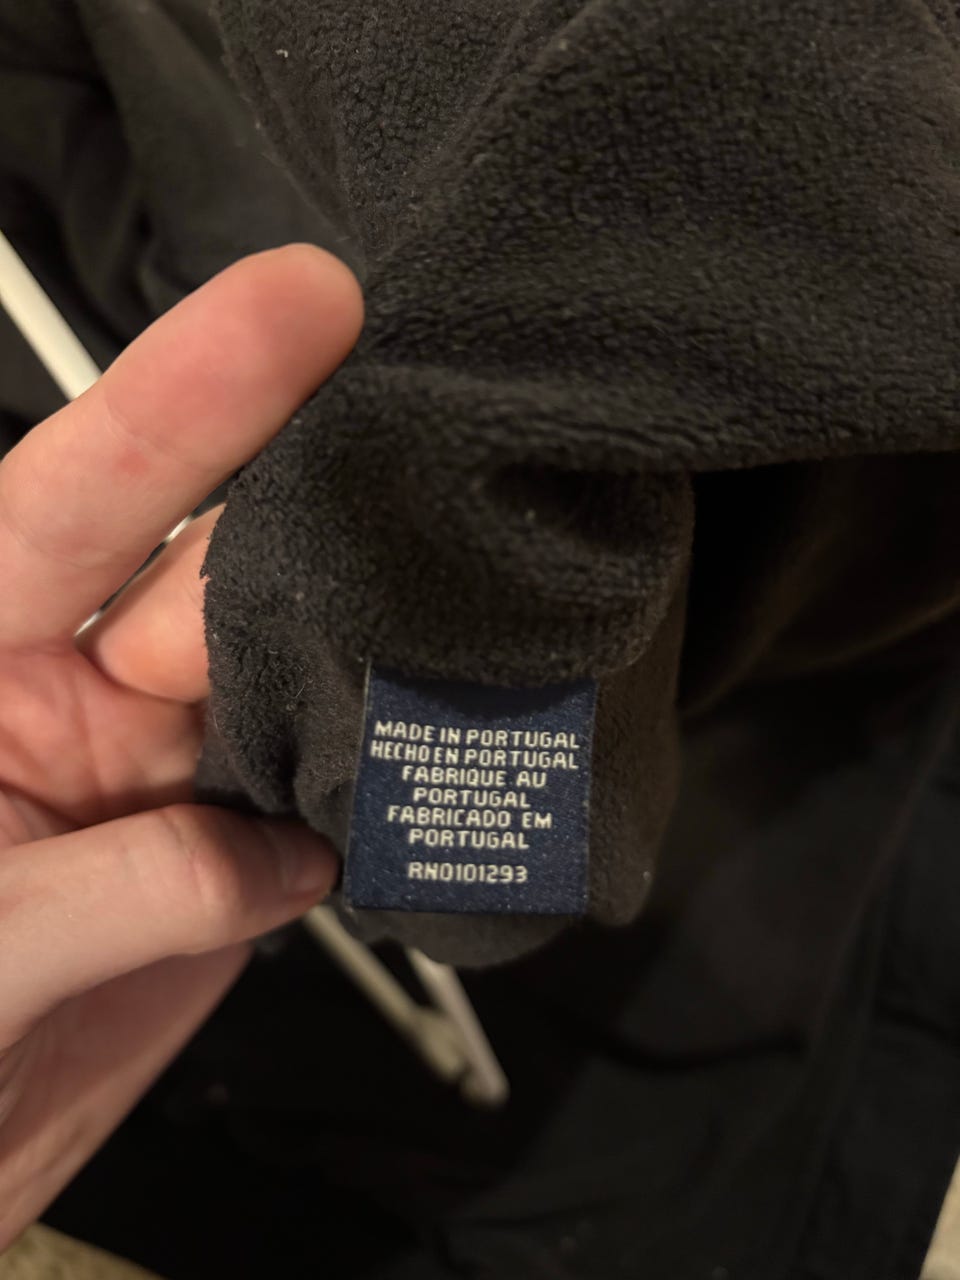 MADE IN PORTUGAL
HECHO EN PORTUGAL
FABRIQUE AU
PORTUGAL
FABRICADO EM
PORTUGAL
RN0101293